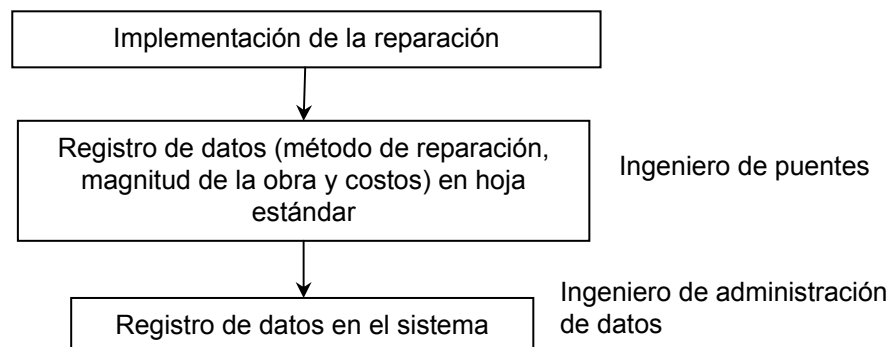 Implementación de la reparación
Registro de datos (método de reparación,
magnitud de la obra y costos) en hoja
estándar
Ingeniero de puentes
Ingeniero de administración
de datos
Registro de datos en el sistema